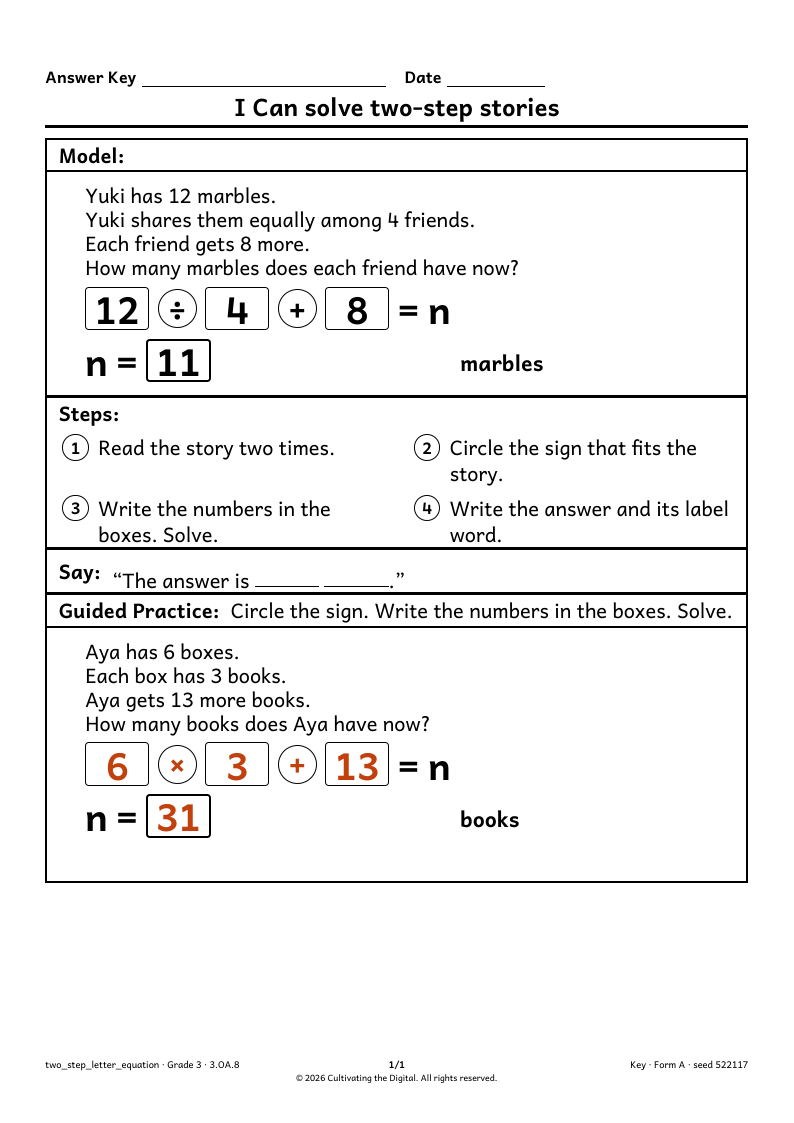 Answer Key ____________ Date ______
I Can solve two-step stories
Model:
Yuki has 12 marbles.
Yuki shares them equally among 4 friends.
Each friend gets 8 more.
How many marbles does each friend have now?
12 ÷ 4 + 8 = n
n = 11 marbles
Steps:
1 Read the story two times.
2 Circle the sign that fits the
story.
3 Write the numbers in the
boxes. Solve.
4 Write the answer and its label
word.
Say: “The answer is ______ ______.”
Guided Practice: Circle the sign. Write the numbers in the boxes. Solve.
Aya has 6 boxes.
Each box has 3 books.
Aya gets 13 more books.
How many books does Aya have now?
6 × 3 + 13 = n
n = 31 books
two_step_letter_equation · Grade 3 · 3.OA.8 1/1 Key · Form A · seed 522117
© 2026 Cultivating the Digital. All rights reserved.